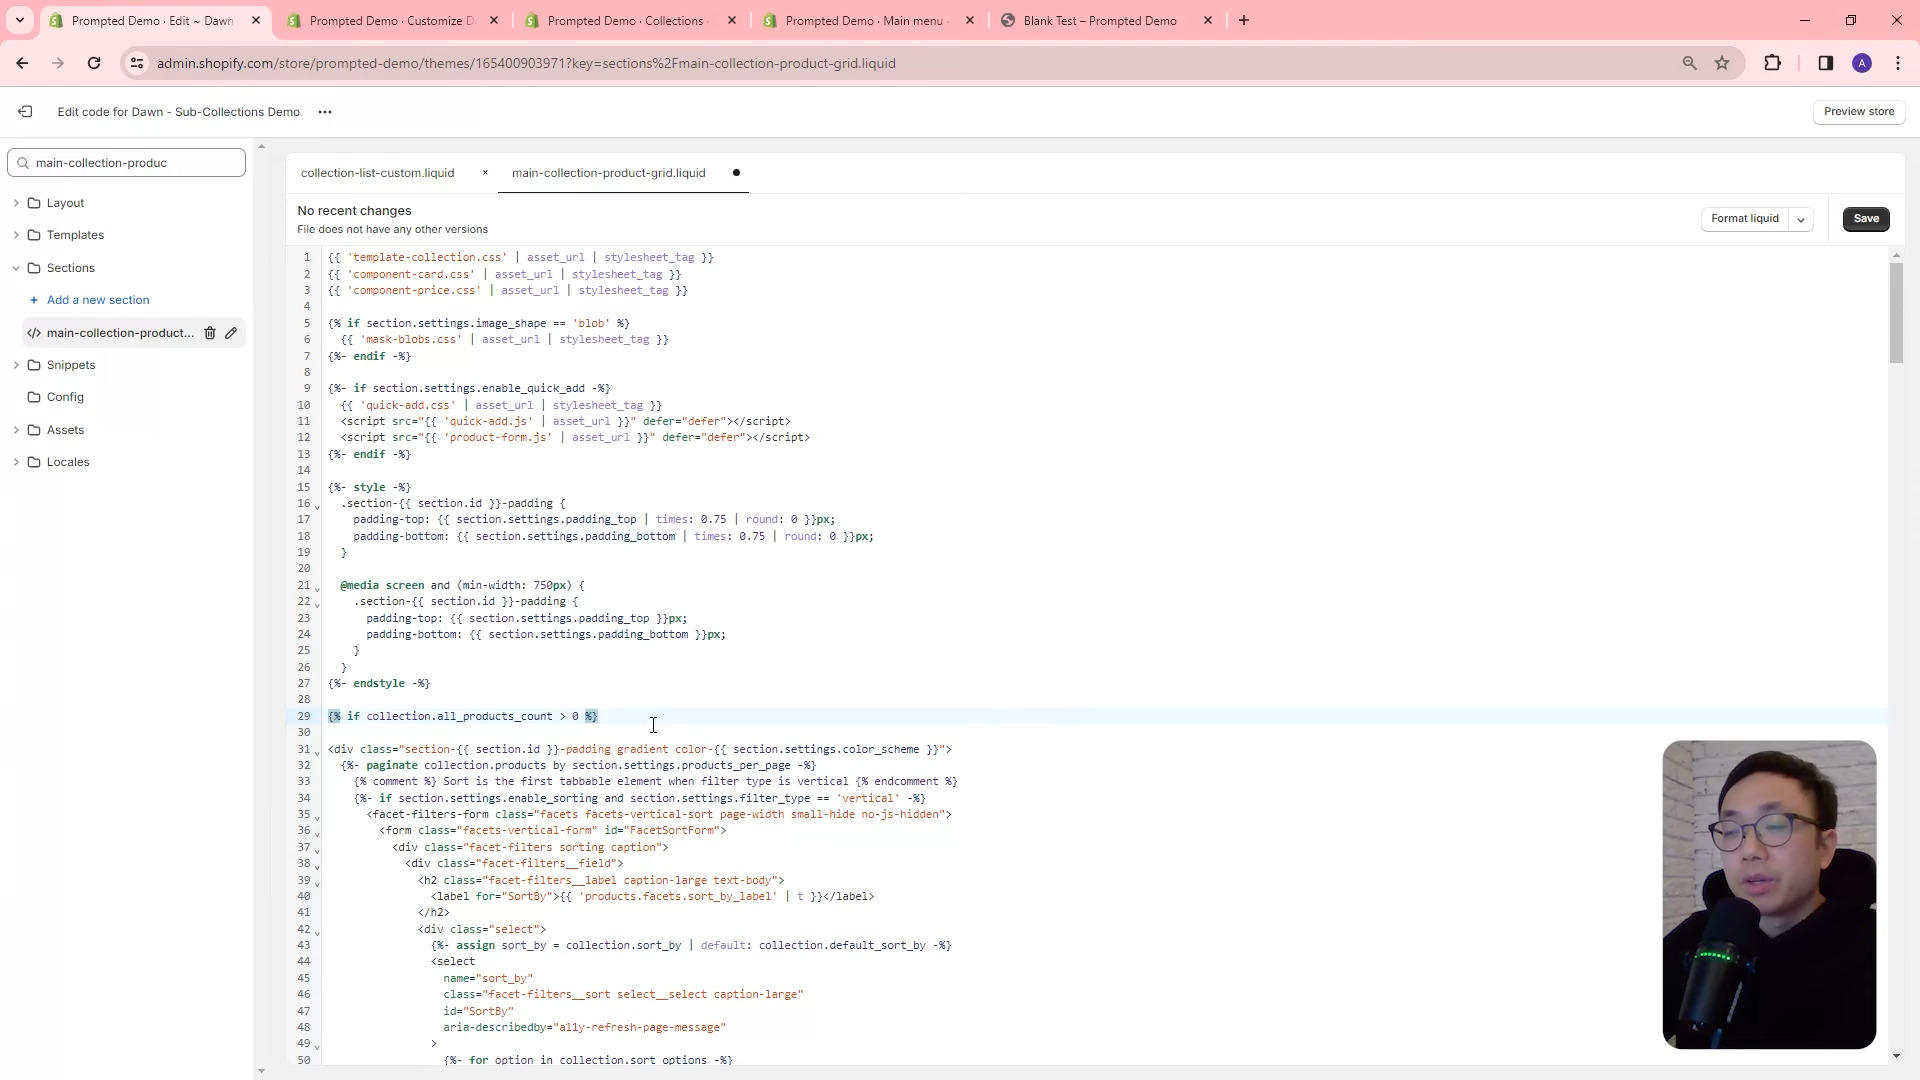 Prompted Demo · Edit ~ Dawn
Prompted Demo · Customize D
Prompted Demo · Collections ·
Prompted Demo · Main menu ·
Blank Test – Prompted Demo
admin.shopify.com/store/prompted-demo/themes/165400903971?key=sections%2Fmain-collection-product-grid.liquid
A
Edit code for Dawn - Sub-Collections Demo
Preview store
main-collection-produc
Layout
Templates
Sections
+ Add a new section
</> main-collection-product...
Snippets
Config
Assets
Locales
collection-list-custom.liquid
main-collection-product-grid.liquid
No recent changes
File does not have any other versions
Format liquid
Save
1 {{ 'template-collection.css' | asset_url | stylesheet_tag }}
2 {{ 'component-card.css' | asset_url | stylesheet_tag }}
3 {{ 'component-price.css' | asset_url | stylesheet_tag }}
4
5 {% if section.settings.image_shape == 'blob' %}
6 {{ 'mask-blobs.css' | asset_url | stylesheet_tag }}
7 {%- endif -%}
8
9 {%- if section.settings.enable_quick_add -%}
10 {{ 'quick-add.css' | asset_url | stylesheet_tag }}
11 <script src="{{ 'quick-add.js' | asset_url }}" defer="defer"></script>
12 <script src="{{ 'product-form.js' | asset_url }}" defer="defer"></script>
13 {%- endif -%}
14
15 {%- style -%}
16 .section-{{ section.id }}-padding {
17 padding-top: {{ section.settings.padding_top | times: 0.75 | round: 0 }}px;
18 padding-bottom: {{ section.settings.padding_bottom | times: 0.75 | round: 0 }}px;
19 }
20
21 @media screen and (min-width: 750px) {
22 .section-{{ section.id }}-padding {
23 padding-top: {{ section.settings.padding_top }}px;
24 padding-bottom: {{ section.settings.padding_bottom }}px;
25 }
26 }
27 {%- endstyle -%}
28
29 {% if collection.all_products_count > 0 %}
30
31 <div class="section-{{ section.id }}-padding gradient color-{{ section.settings.color_scheme }}">
32 {%- paginate collection.products by section.settings.products_per_page -%}
33 {% comment %} Sort is the first tabbable element when filter type is vertical {% endcomment %}
34 {%- if section.settings.enable_sorting and section.settings.filter_type == 'vertical' -%}
35 <facet-filters-form class="facets facets-vertical-sort page-width small-hide no-js-hidden">
36 <form class="facets-vertical-form" id="FacetSortForm">
37 <div class="facet-filters sorting caption">
38 <div class="facet-filters__field">
39 <h2 class="facet-filters__label caption-large text-body">
40 <label for="SortBy">{{ 'products.facets.sort_by_label' | t }}</label>
41 </h2>
42 <div class="select">
43 {%- assign sort_by = collection.sort_by | default: collection.default_sort_by -%}
44 <select
45 name="sort_by"
46 class="facet-filters__sort select__select caption-large"
47 id="SortBy"
48 aria-describedby="a11y-refresh-page-message"
49 >
50 {%- for option in collection.sort_options -%}